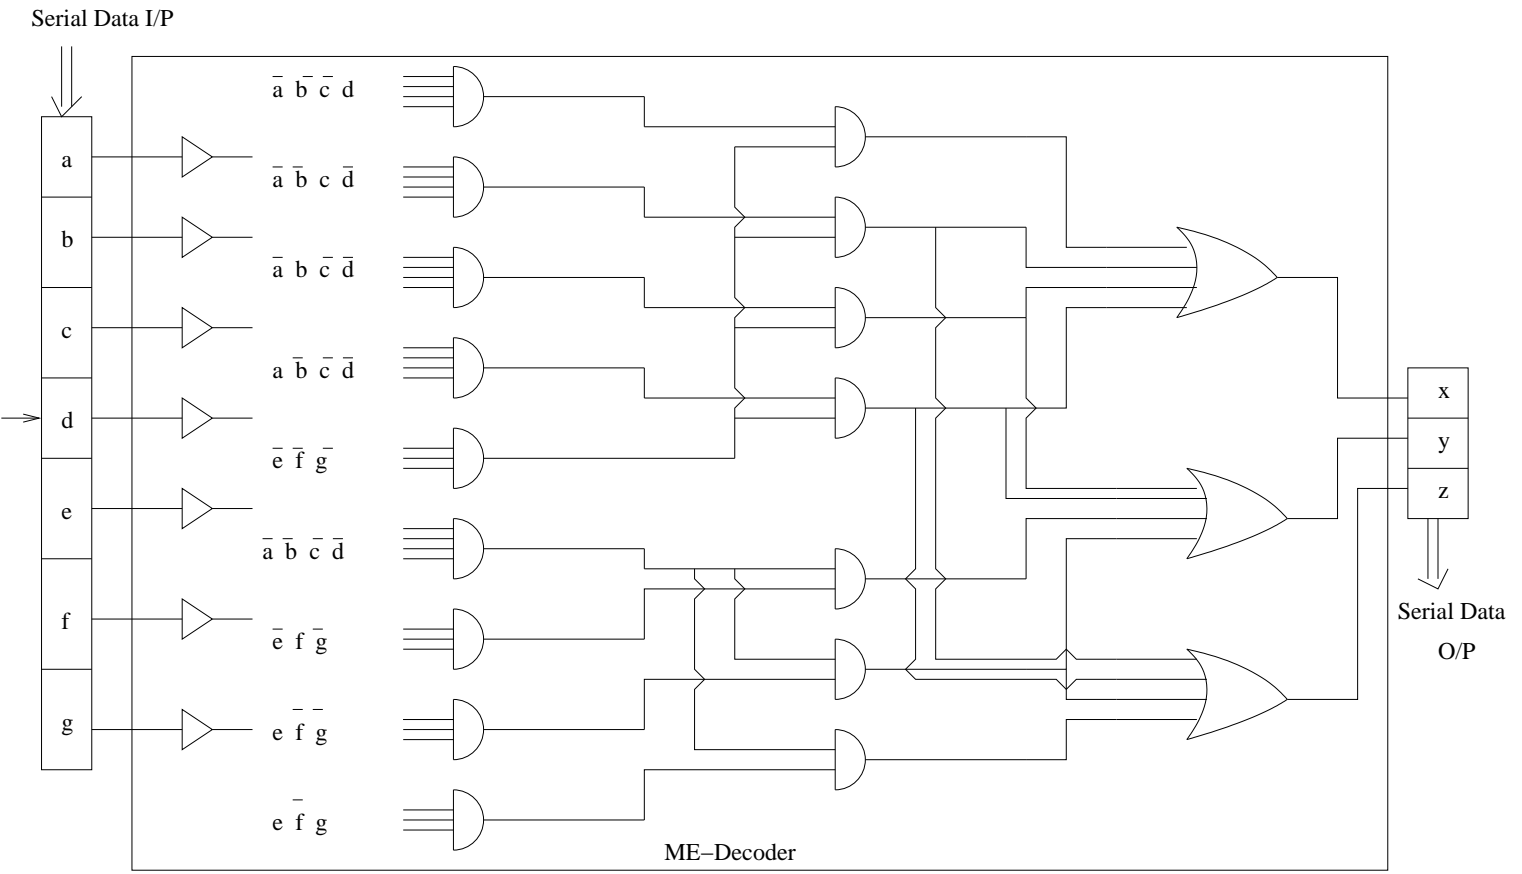 Serial Data I/P
a̅ b̅ c̅ d
a
a̅ b̅ c d̅
b
a̅ b c̅ d̅
c
a b̅ c̅ d̅
d
e̅ f̅ g̅
e
a̅ b̅ c̅ d̅
f
e̅ f g̅
g
e f̅ g̅
e f̅ g
ME–Decoder
x
y
z
Serial Data
O/P